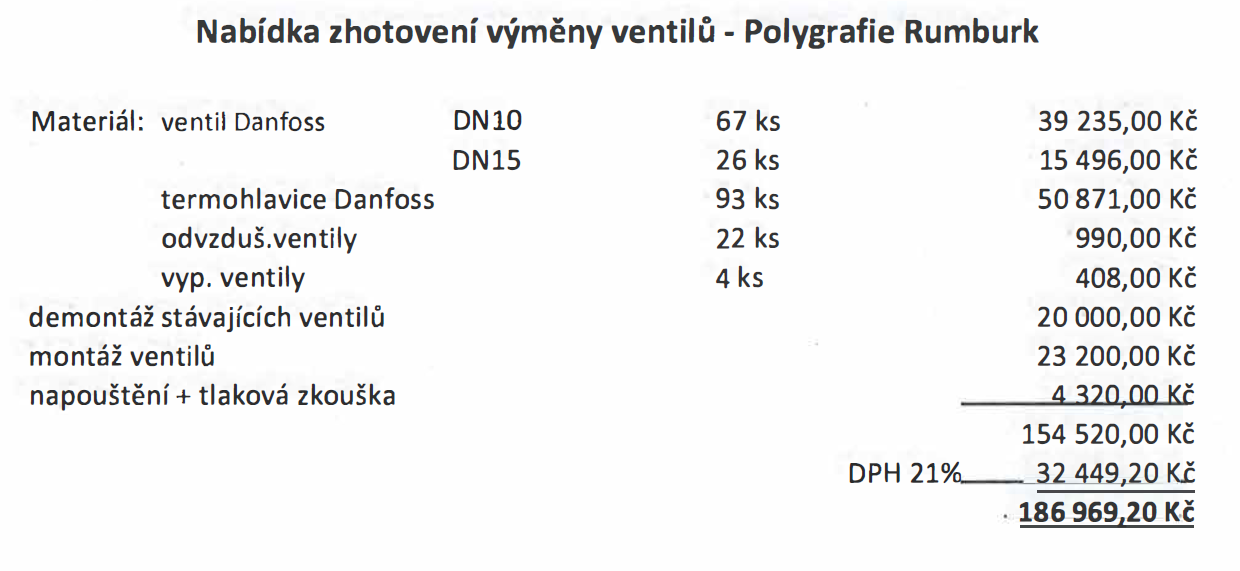 Nabídka zhotovení výměny ventilů - Polygrafie Rumburk
Materiál: ventil Danfoss DN10 67 ks 39 235,00 Kč
DN15 26 ks 15 496,00 Kč
termohlavice Danfoss 93 ks 50 871,00 Kč
odvzduš.ventily 22 ks 990,00 Kč
vyp. ventily 4 ks 408,00 Kč
demontáž stávajících ventilů 20 000,00 Kč
montáž ventilů 23 200,00 Kč
napouštění + tlaková zkouška 4 320,00 Kč
154 520,00 Kč
DPH 21% 32 449,20 Kč
186 969,20 Kč